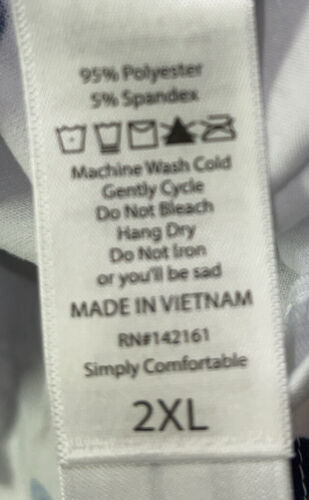 95% Polyester
5% Spandex
Machine Wash Cold
Gently Cycle
Do Not Bleach
Hang Dry
Do Not Iron
or you'll be sad
MADE IN VIETNAM
RN#142161
Simply Comfortable
2XL